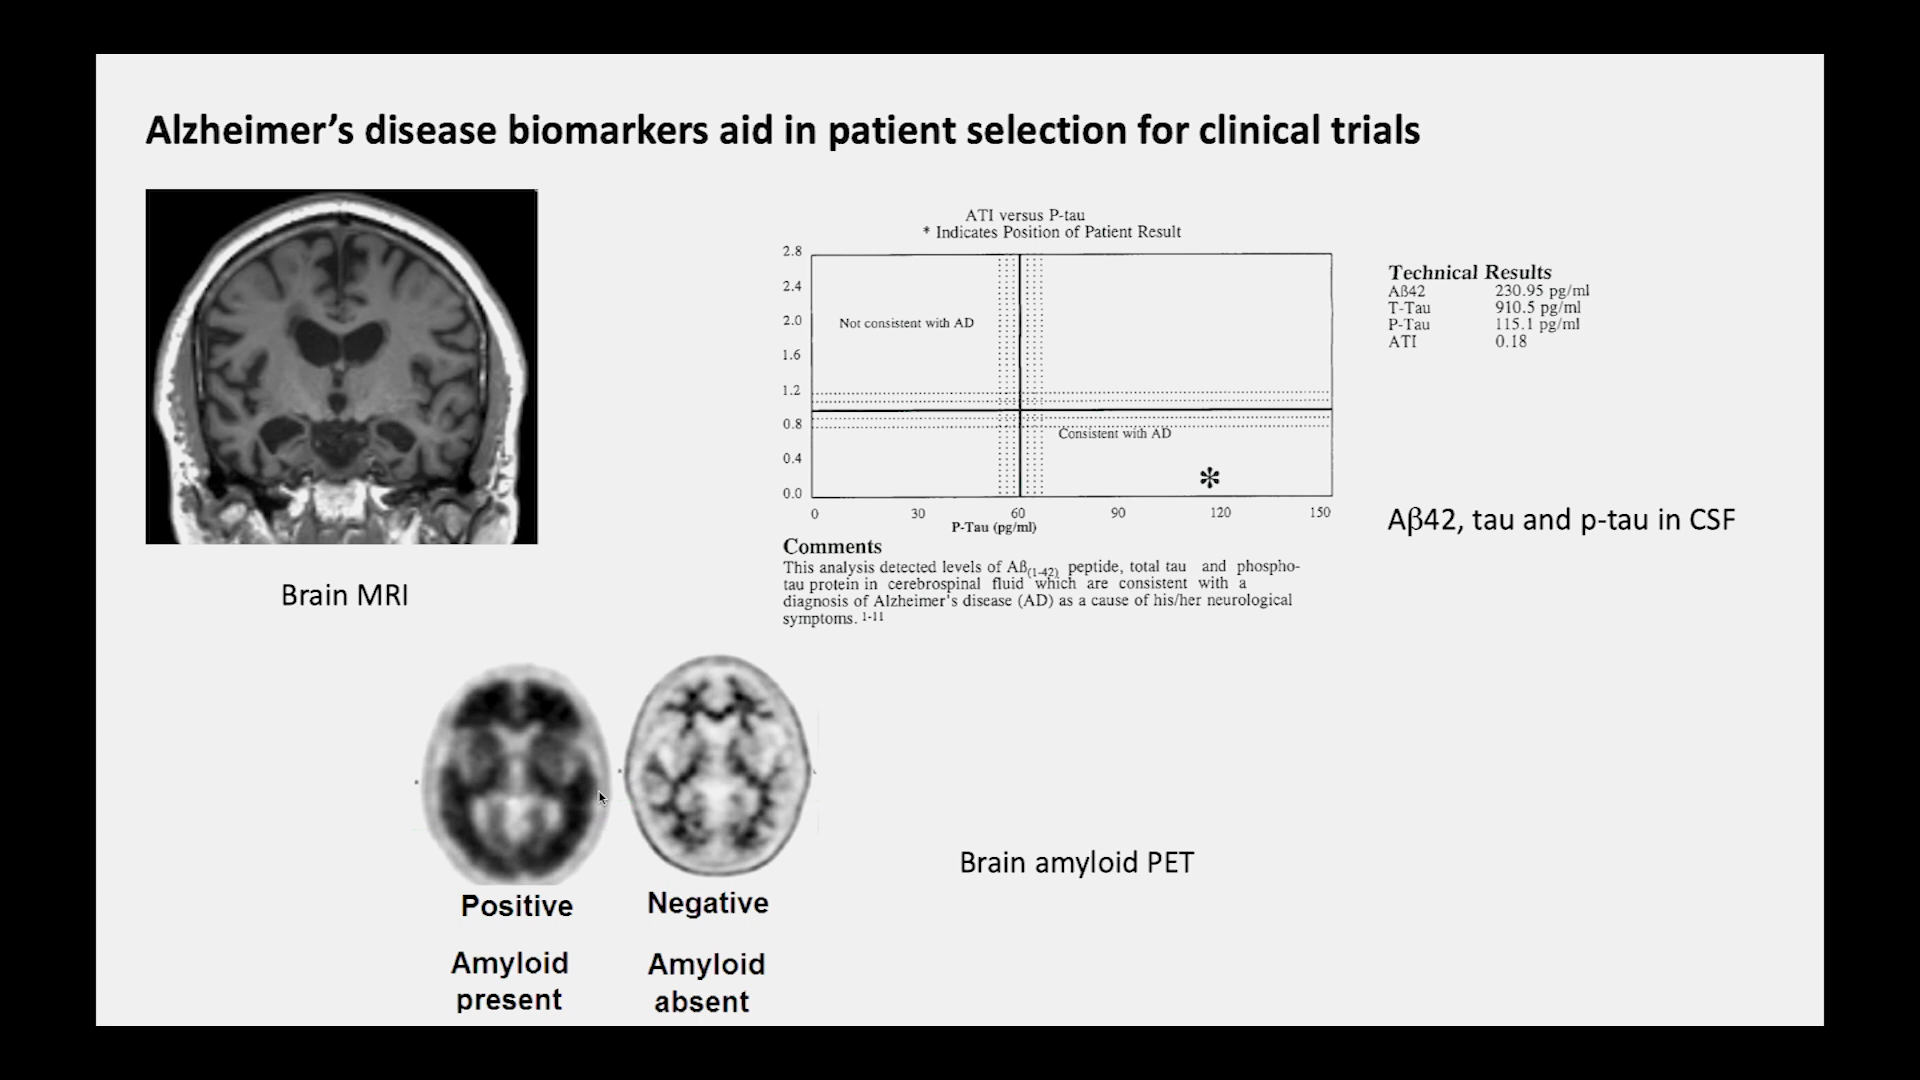 Alzheimer’s disease biomarkers aid in patient selection for clinical trials
Brain MRI
ATI versus P-tau
* Indicates Position of Patient Result
2.8
2.4
2.0
1.6
1.2
0.8
0.4
0.0
Not consistent with AD
Consistent with AD
*
0 30 60 90 120 150
P-Tau (pg/ml)
Comments
This analysis detected levels of Aß(1-42) peptide, total tau and phospho-
tau protein in cerebrospinal fluid which are consistent with a
diagnosis of Alzheimer's disease (AD) as a cause of his/her neurological
symptoms. 1-11
Technical Results
Aß42 230.95 pg/ml
T-Tau 910.5 pg/ml
P-Tau 115.1 pg/ml
ATI 0.18
Aβ42, tau and p-tau in CSF
Positive
Negative
Amyloid
present
Amyloid
absent
Brain amyloid PET